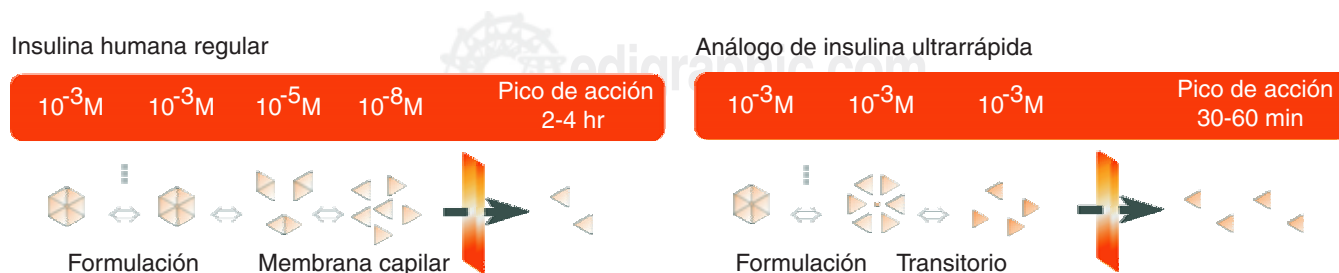 edigraphic.com
Insulina humana regular
10-3M 10-3M 10-5M 10-8M Pico de acción
2-4 hr
Formulación Membrana capilar
Análogo de insulina ultrarrápida
10-3M 10-3M 10-3M Pico de acción
30-60 min
Formulación Transitorio